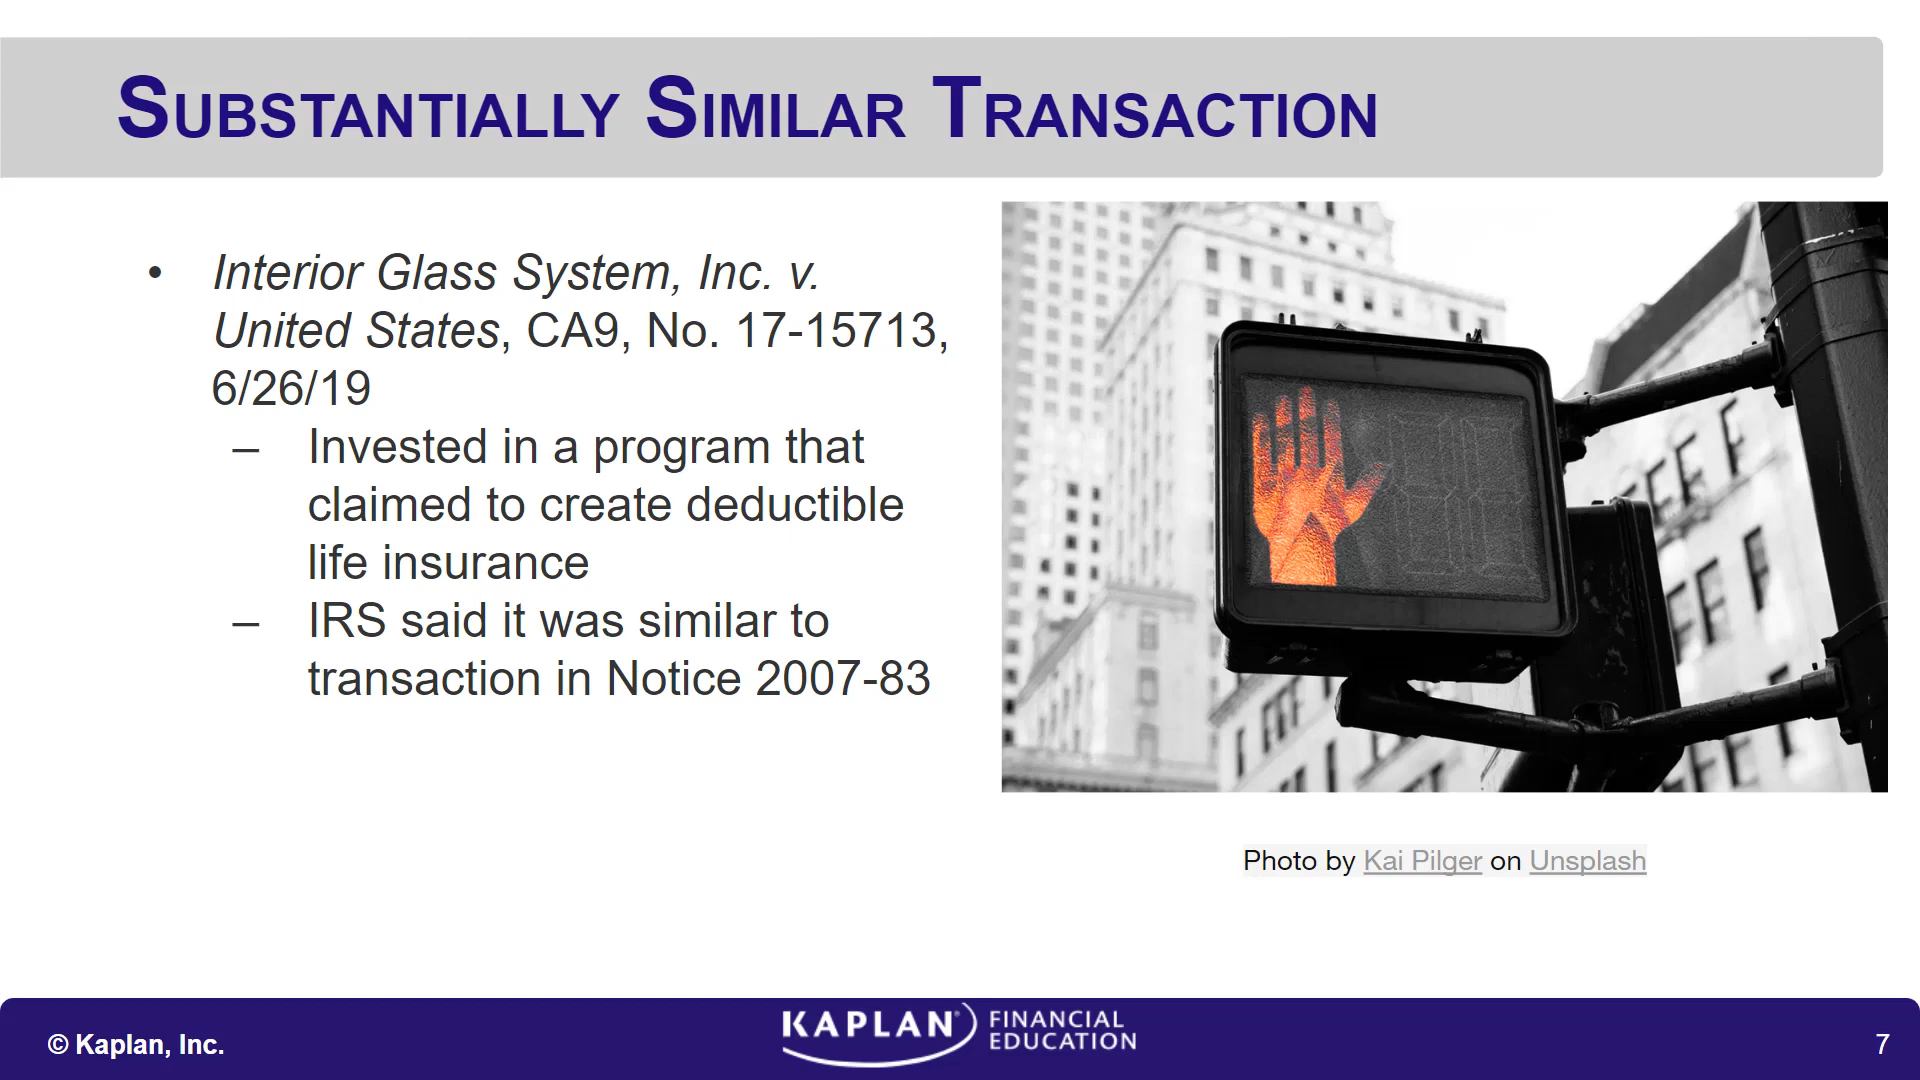 SUBSTANTIALLY SIMILAR TRANSACTION
• Interior Glass System, Inc. v.
United States, CA9, No. 17-15713,
6/26/19
– Invested in a program that
claimed to create deductible
life insurance
– IRS said it was similar to
transaction in Notice 2007-83
Photo by Kai Pilger on Unsplash
© Kaplan, Inc.
KAPLAN® FINANCIAL
EDUCATION
7